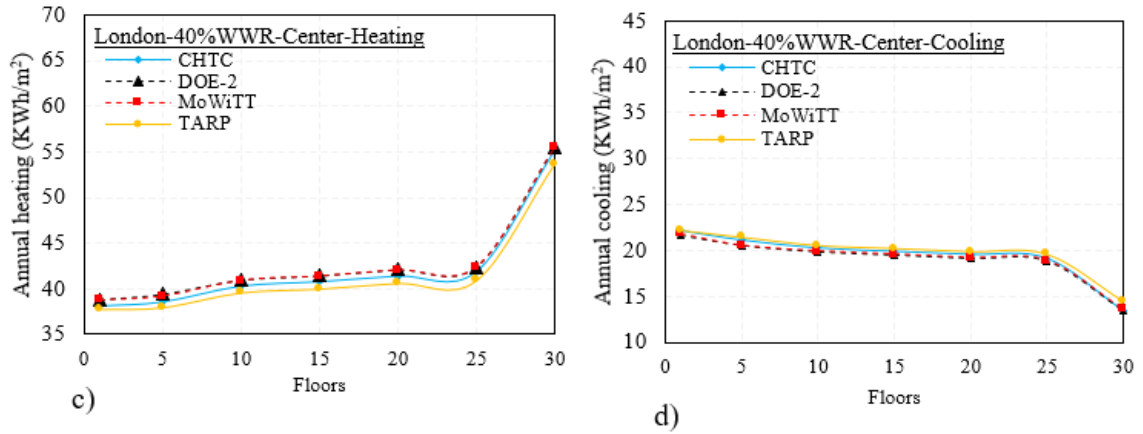 London-40%WWR-Center-Heating
CHTC
DOE-2
MoWiTT
TARP
Annual heating (KWh/m²)
70
65
60
55
50
45
40
35
0 5 10 15 20 25 30
Floors
c)
London-40%WWR-Center-Cooling
CHTC
DOE-2
MoWiTT
TARP
Annual cooling (KWh/m²)
45
40
35
30
25
20
15
10
0 5 10 15 20 25 30
Floors
d)